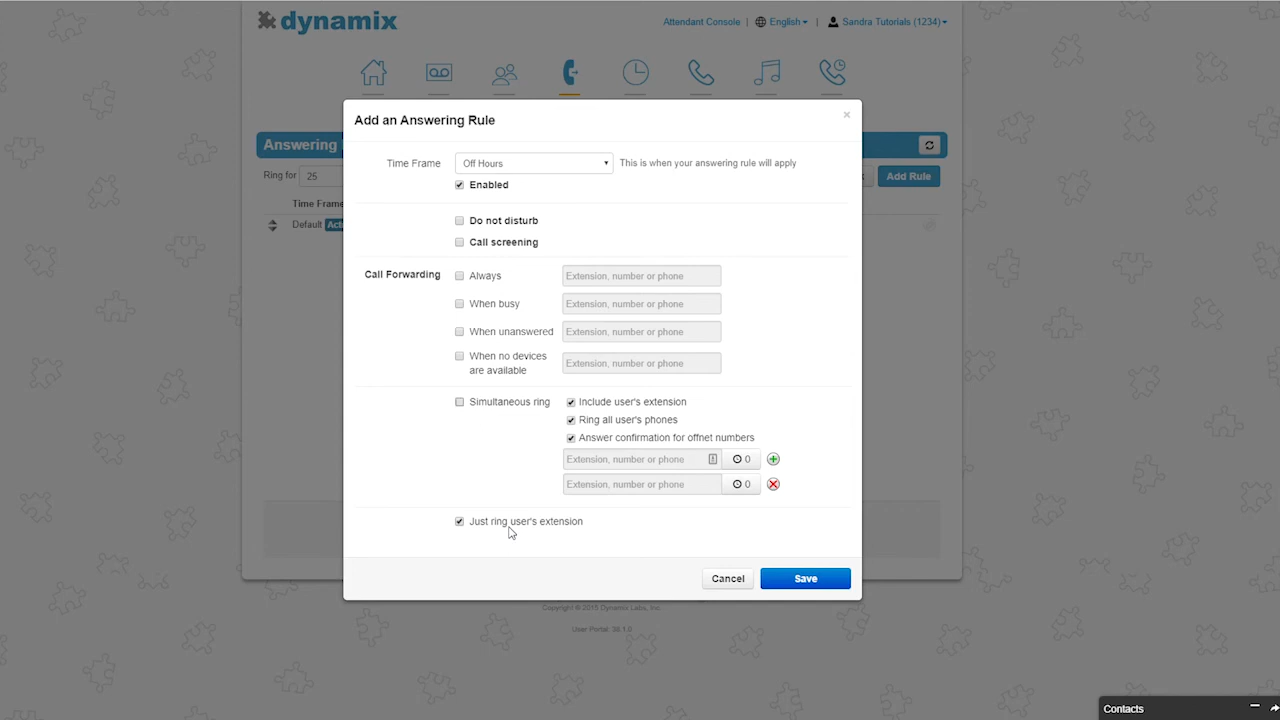 dynamix
Attendant Console
English
Sandra Tutorials (1234)
Add an Answering Rule
×
Answering
Time Frame
Off Hours
This is when your answering rule will apply
Ring for
25
Add Rule
Enabled
Time Frame
Do not disturb
Default
Call screening
Call Forwarding
Always
Extension, number or phone
When busy
Extension, number or phone
When unanswered
Extension, number or phone
When no devices
are available
Extension, number or phone
Simultaneous ring
Include user's extension
Ring all user's phones
Answer confirmation for offnet numbers
Extension, number or phone
0
Extension, number or phone
0
Just ring user's extension
Cancel
Save
Copyright © 2015 Dynamix Labs, Inc.
Contacts